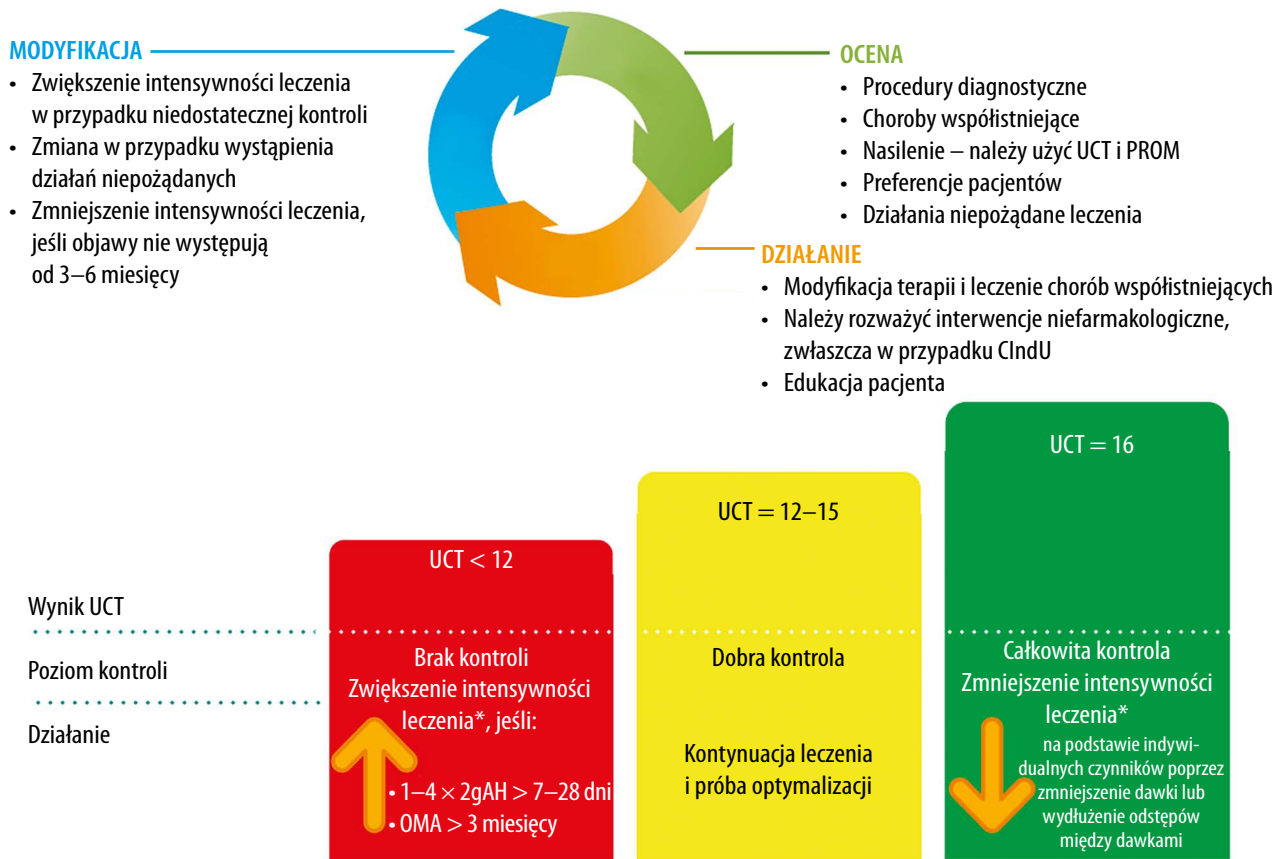 MODYFIKACJA
• Zwiększenie intensywności leczenia
w przypadku niedostatecznej kontroli
• Zmiana w przypadku wystąpienia
działań niepożądanych
• Zmniejszenie intensywności leczenia,
jeśli objawy nie występują
od 3–6 miesięcy
OCENA
• Procedury diagnostyczne
• Choroby współistniejące
• Nasilenie – należy użyć UCT i PROM
• Preferencje pacjentów
• Działania niepożądane leczenia
DZIAŁANIE
• Modyfikacja terapii i leczenie chorób współistniejących
• Należy rozważyć interwencje niefarmakologiczne,
zwłaszcza w przypadku CIndU
• Edukacja pacjenta
Wynik UCT
Poziom kontroli
Działanie
UCT < 12
Brak kontroli
Zwiększenie intensywności
leczenia*, jeśli:
• 1–4 × 2gAH > 7–28 dni
• OMA > 3 miesięcy
UCT = 12–15
Dobra kontrola
Kontynuacja leczenia
i próba optymalizacji
UCT = 16
Całkowita kontrola
Zmniejszenie intensywności
leczenia*
na podstawie indywi-
dualnych czynników poprzez
zmniejszenie dawki lub
wydłużenie odstępów
między dawkami